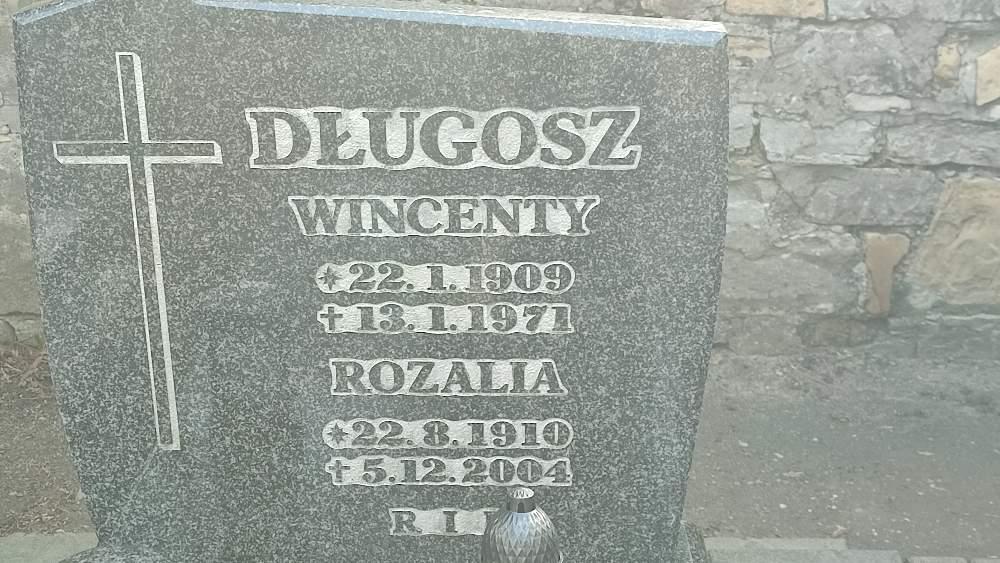 DŁUGOSZ
WINCENTY
* 22. 1. 1909
† 13. 1. 1971
ROZALIA
* 22. 8. 1910
† 5. 12. 2004
R I